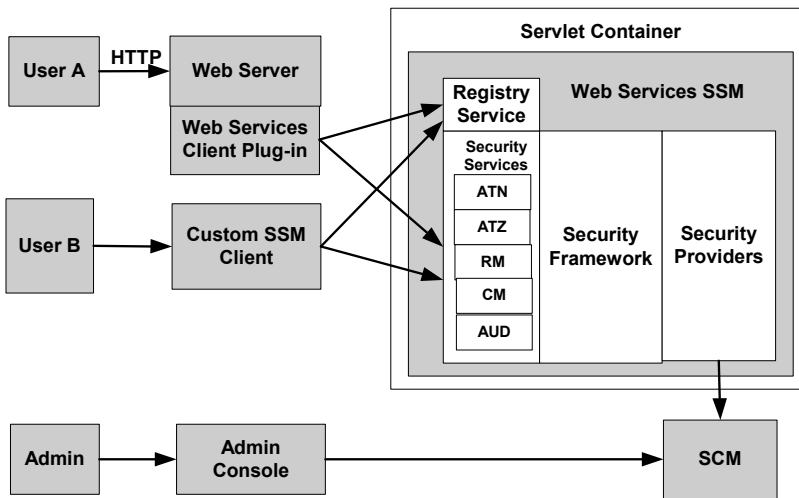 Servlet Container
User A
HTTP
Web Server
Web Services
Client Plug-in
Web Services SSM
Registry
Service
Security
Services
ATN
ATZ
RM
CM
AUD
Security
Framework
Security
Providers
User B
Custom SSM
Client
Admin
Admin
Console
SCM